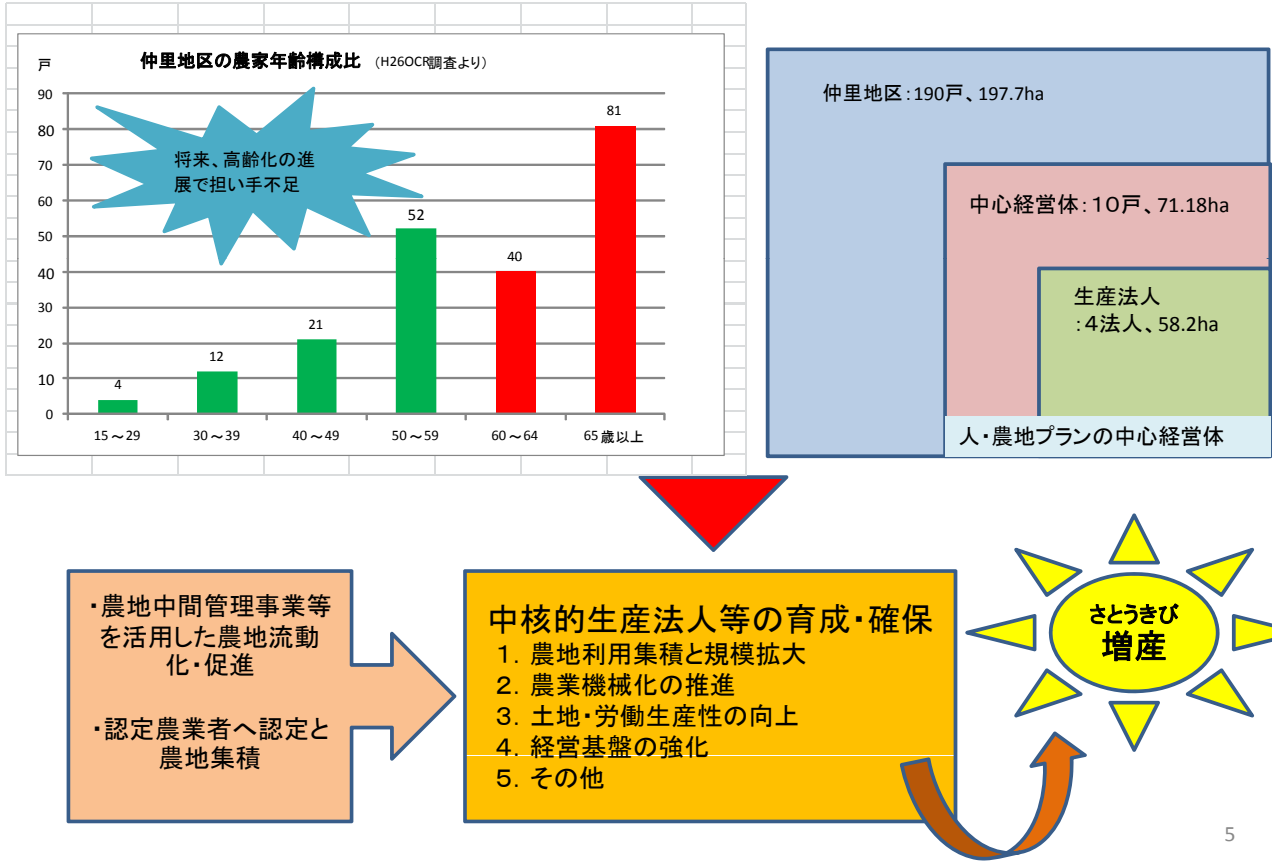 仲里地区の農家年齢構成比 (H26OCR調査より)
戸
90
80
70
60
50
40
30
20
10
0
4
12
21
52
40
81
15～29
30～39
40～49
50～59
60～64
65歳以上
将来、高齢化の進
展で担い手不足
仲里地区：190戸、197.7ha
中心経営体：１０戸、71.18ha
生産法人
：４法人、58.2ha
人・農地プランの中心経営体
・農地中間管理事業等
を活用した農地流動
化・促進
・認定農業者へ認定と
農地集積
中核的生産法人等の育成・確保
１．農地利用集積と規模拡大
２．農業機械化の推進
３．土地・労働生産性の向上
４．経営基盤の強化
５．その他
さとうきび
増産
5